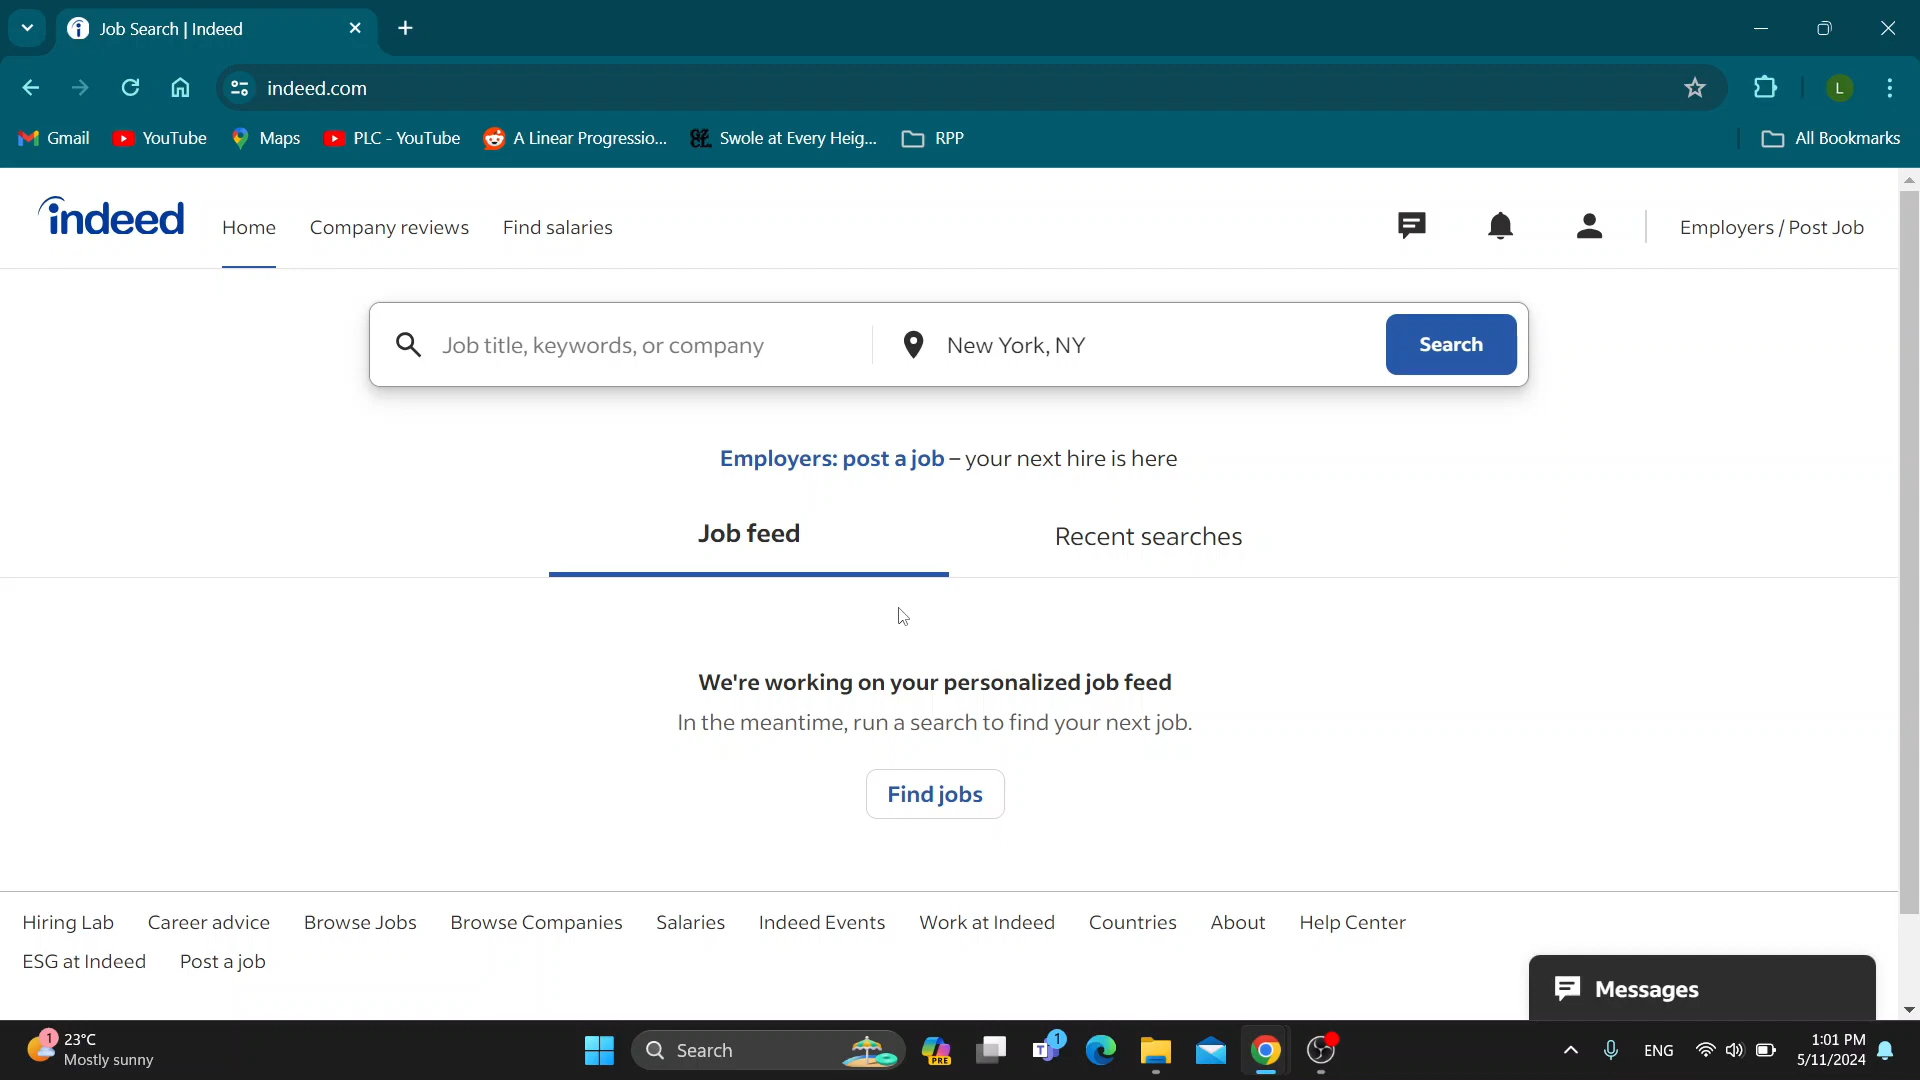 Job Search | Indeed
indeed.com
Gmail YouTube Maps PLC - YouTube A Linear Progressio... Swole at Every Heig... RPP All Bookmarks
indeed Home Company reviews Find salaries Employers / Post Job
Job title, keywords, or company New York, NY Search
Employers: post a job – your next hire is here
Job feed Recent searches
We're working on your personalized job feed
In the meantime, run a search to find your next job.
Find jobs
Hiring Lab Career advice Browse Jobs Browse Companies Salaries Indeed Events Work at Indeed Countries About Help Center
ESG at Indeed Post a job
Messages
1 23°C
Mostly sunny
Search PRE 1 ENG 1:01 PM
5/11/2024
L